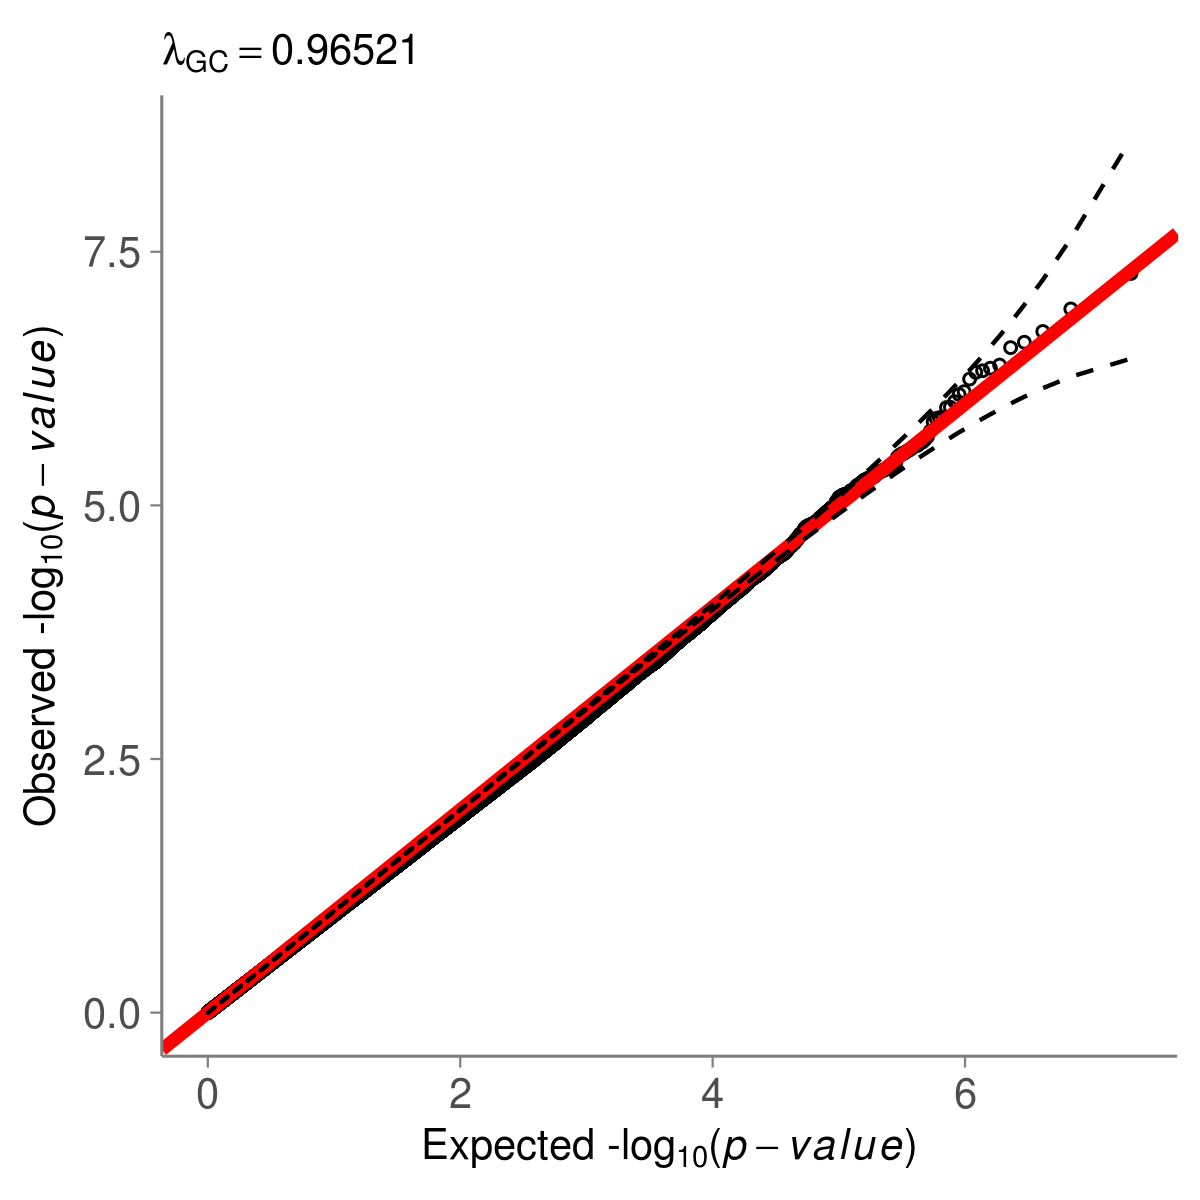 λGC = 0.96521
7.5
5.0
2.5
0.0
Observed -log10(p − value)
0 2 4 6
Expected -log10(p − value)